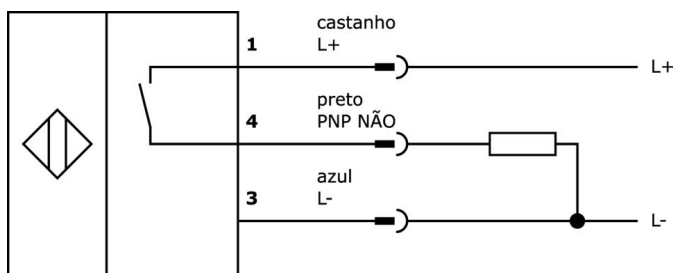 castanho
1 L+
L+
preto
4 PNP NÃO
azul
3 L-
L-